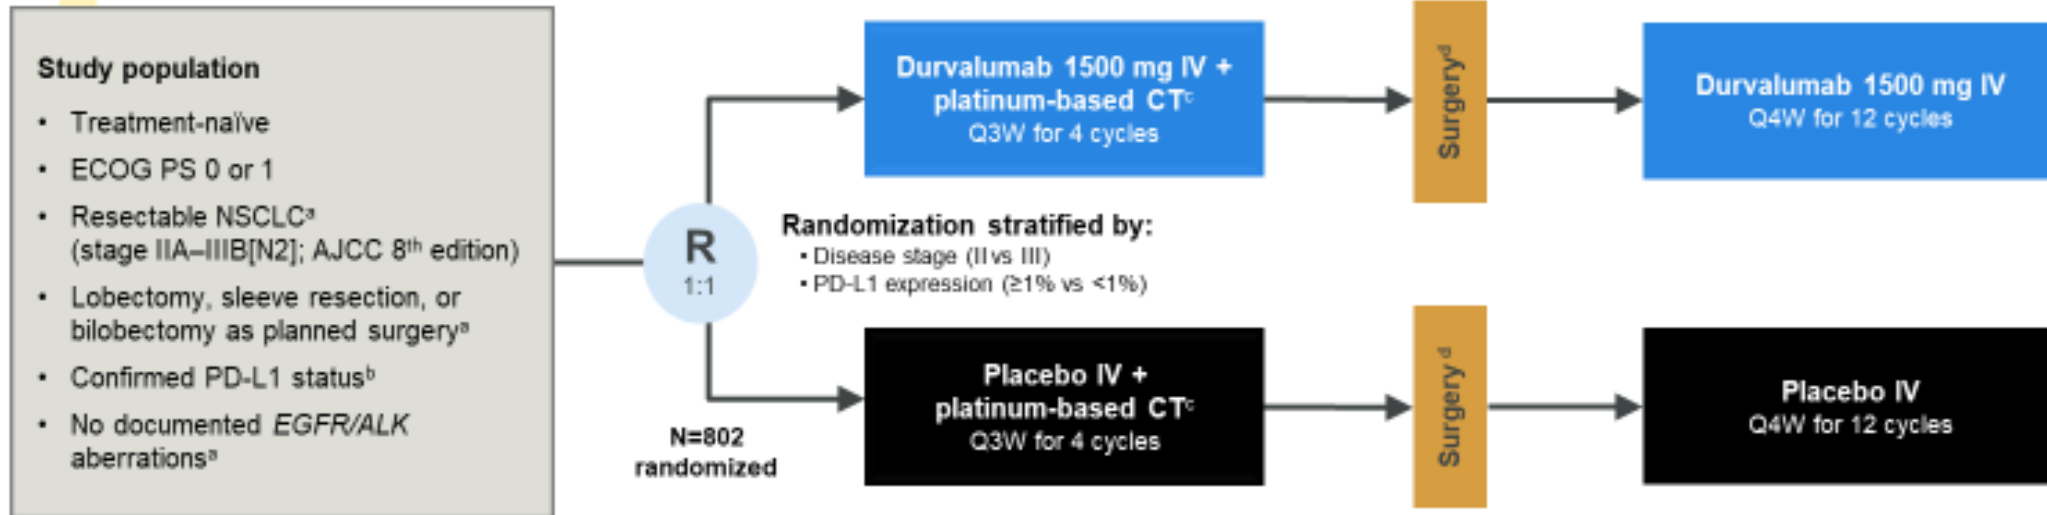 Study population
• Treatment-naïve
• ECOG PS 0 or 1
• Resectable NSCLCᵃ
(stage IIA–IIIB[N2]; AJCC 8ᵗʰ edition)
• Lobectomy, sleeve resection, or
bilobectomy as planned surgeryᵃ
• Confirmed PD-L1 statusᵇ
• No documented EGFR/ALK
aberrationsᵃ
R
1:1
N=802
randomized
Durvalumab 1500 mg IV +
platinum-based CTᶜ
Q3W for 4 cycles
Surgeryᵈ
Durvalumab 1500 mg IV
Q4W for 12 cycles
Randomization stratified by:
▪ Disease stage (II vs III)
▪ PD-L1 expression (≥1% vs <1%)
Placebo IV +
platinum-based CTᶜ
Q3W for 4 cycles
Surgeryᵈ
Placebo IV
Q4W for 12 cycles